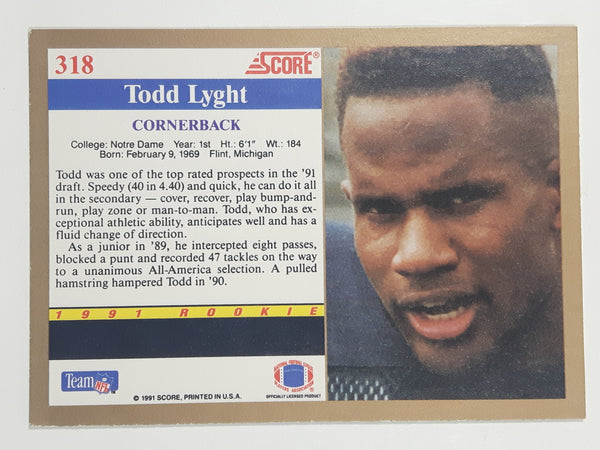 318
SCORE®
Todd Lyght
CORNERBACK
College: Notre Dame Year: 1st Ht.: 6'1" Wt.: 184
Born: February 9, 1969 Flint, Michigan
Todd was one of the top rated prospects in the '91
draft. Speedy (40 in 4.40) and quick, he can do it all
in the secondary — cover, recover, play bump-and-
run, play zone or man-to-man. Todd, who has ex-
ceptional athletic ability, anticipates well and has a
fluid change of direction.
As a junior in '89, he intercepted eight passes,
blocked a punt and recorded 47 tackles on the way
to a unanimous All-America selection. A pulled
hamstring hampered Todd in '90.
1991 ROOKIE
Team NFL
© 1991 SCORE, PRINTED IN U.S.A.
NATIONAL FOOTBALL LEAGUE
PLAYERS ASSOCIATION
OFFICIALLY LICENSED PRODUCT